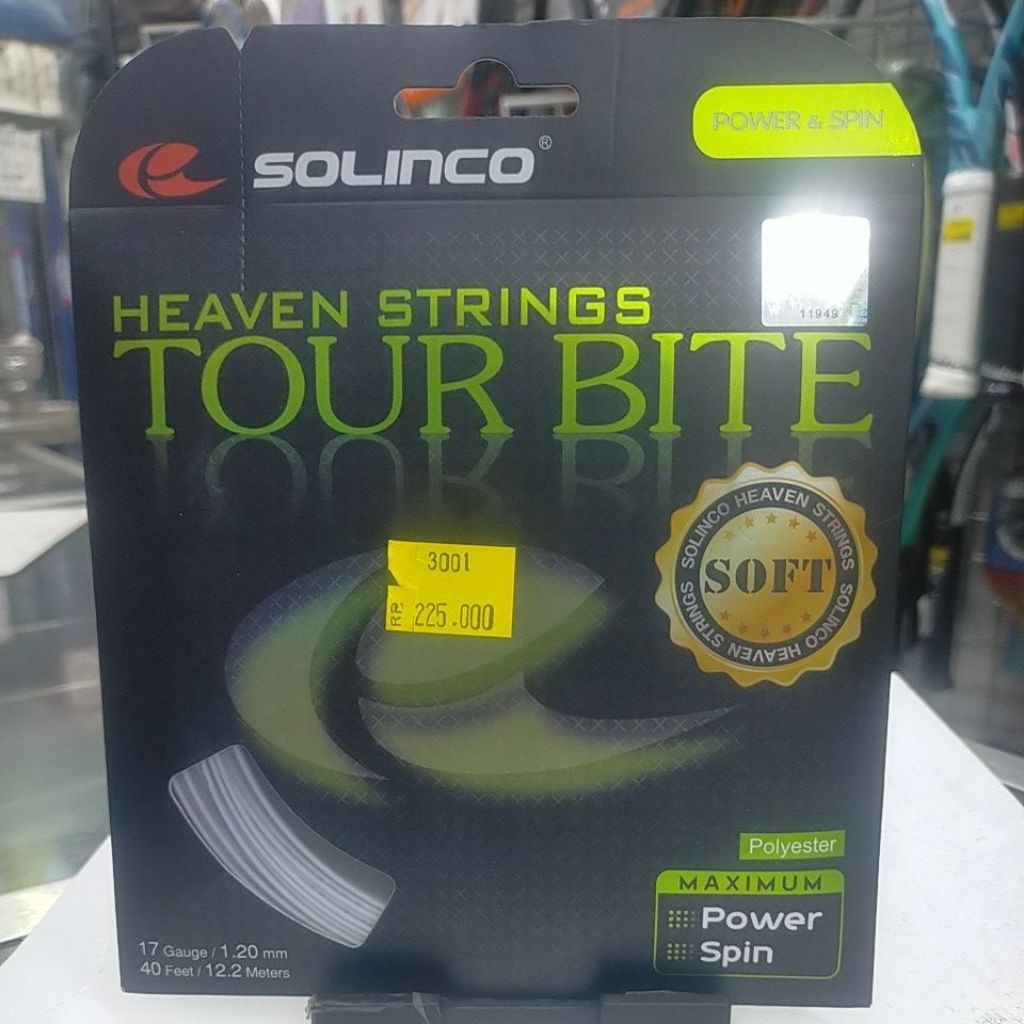 POWER & SPIN
SOLINCO®
11949
HEAVEN STRINGS
TOUR BITE
SOLINCO HEAVEN STRINGS SOLINCO HEAVEN STRINGS
SOFT
3001
RP. 225.000
Polyester
MAXIMUM
Power
Spin
17 Gauge / 1.20 mm
40 Feet / 12.2 Meters